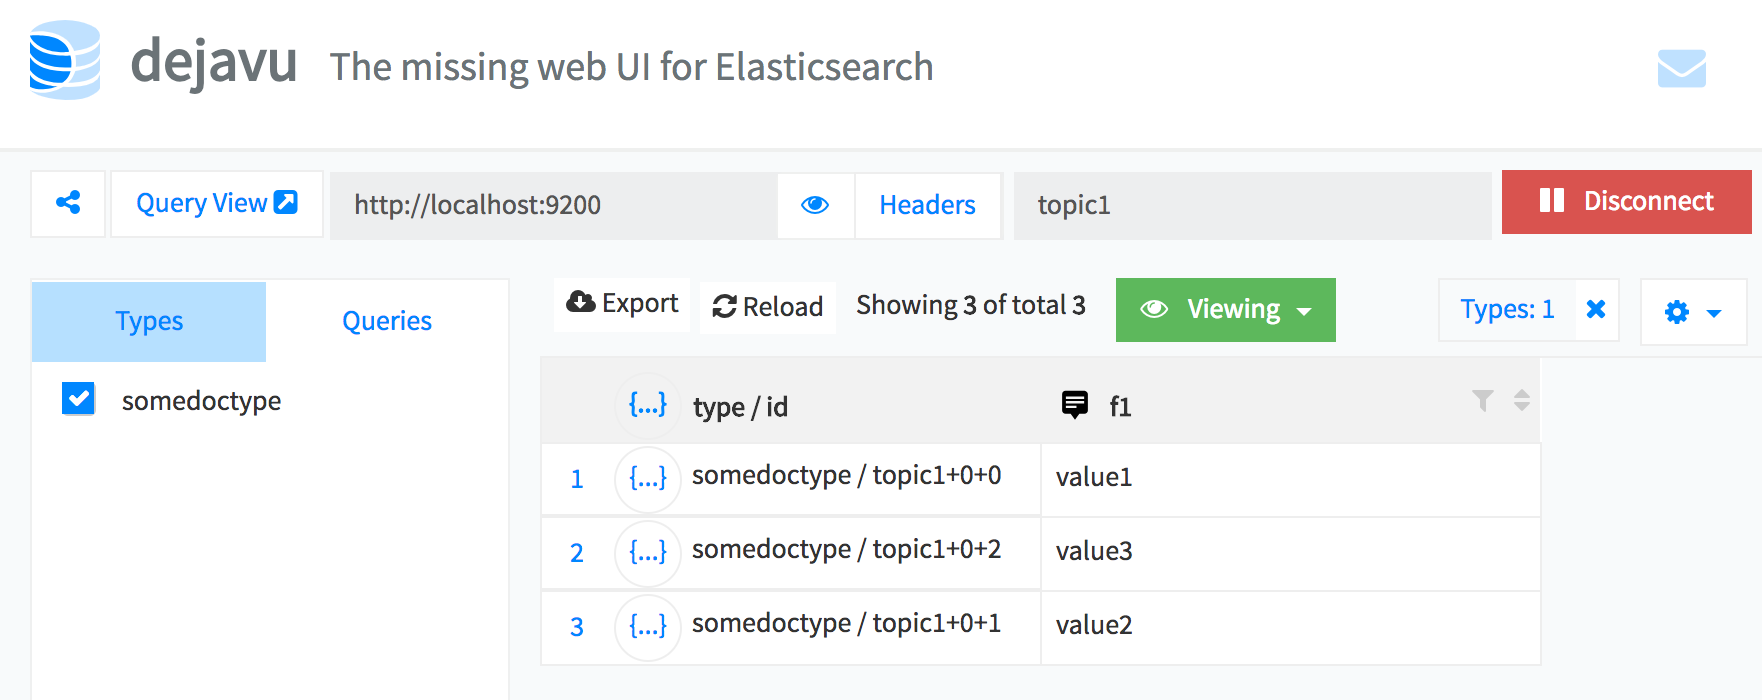 dejavu The missing web UI for Elasticsearch
Query View http://localhost:9200 Headers topic1 Disconnect
Types Queries
somedoctype
Export Reload Showing 3 of total 3 Viewing Types: 1
{...} type / id f1
1 {...} somedoctype / topic1+0+0 value1
2 {...} somedoctype / topic1+0+2 value3
3 {...} somedoctype / topic1+0+1 value2